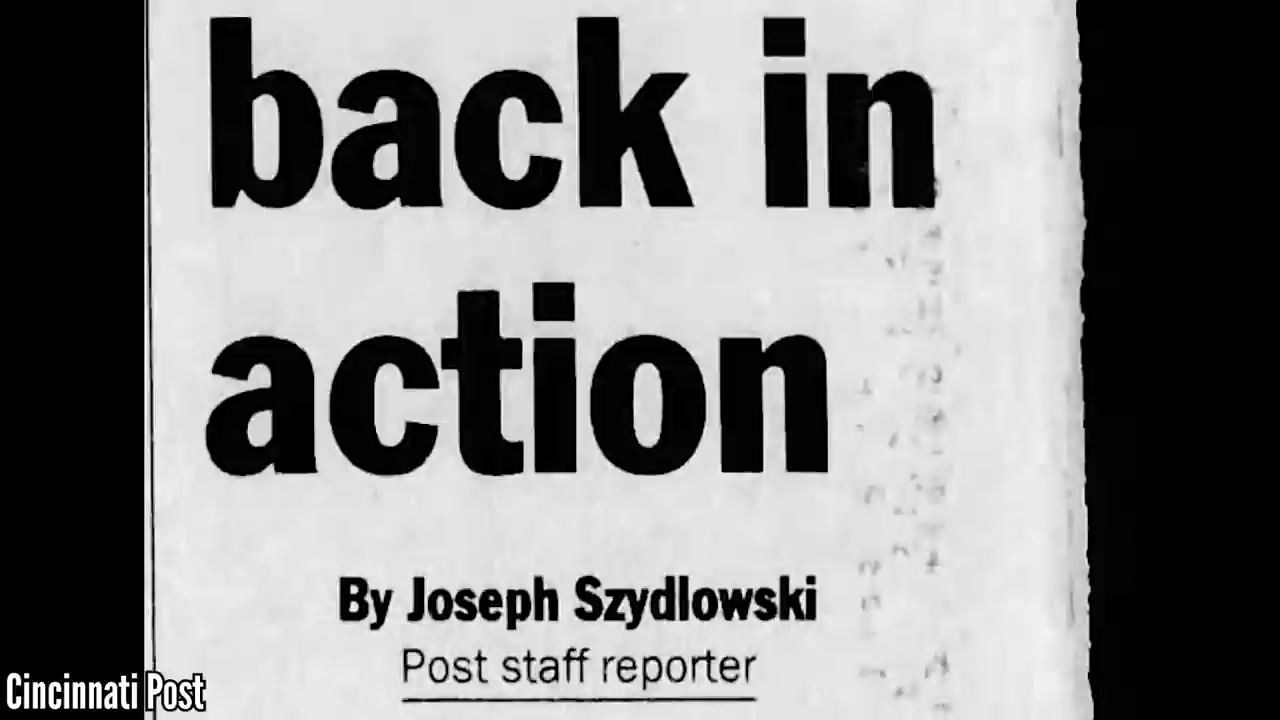 back in
action
By Joseph Szydlowski
Post staff reporter
Cincinnati Post